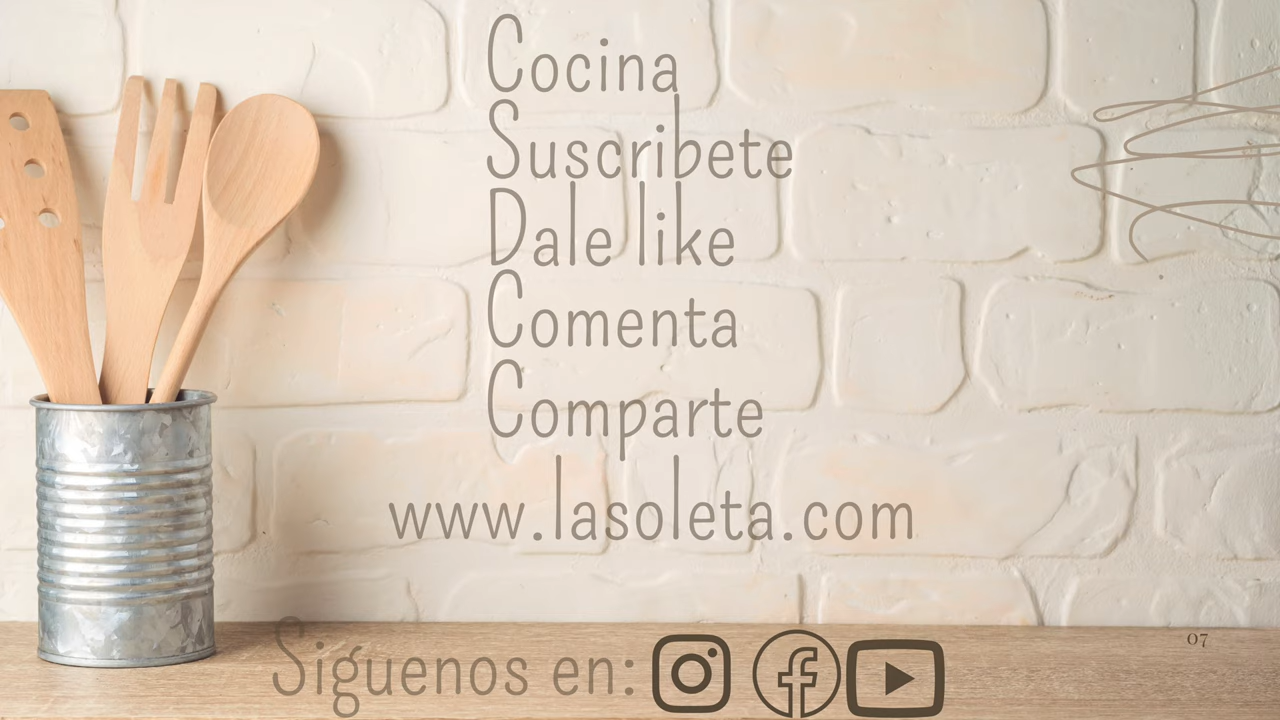 Cocina
Suscribete
Dale like
Comenta
Comparte
www.lasoleta.com
Siguenos en:
07